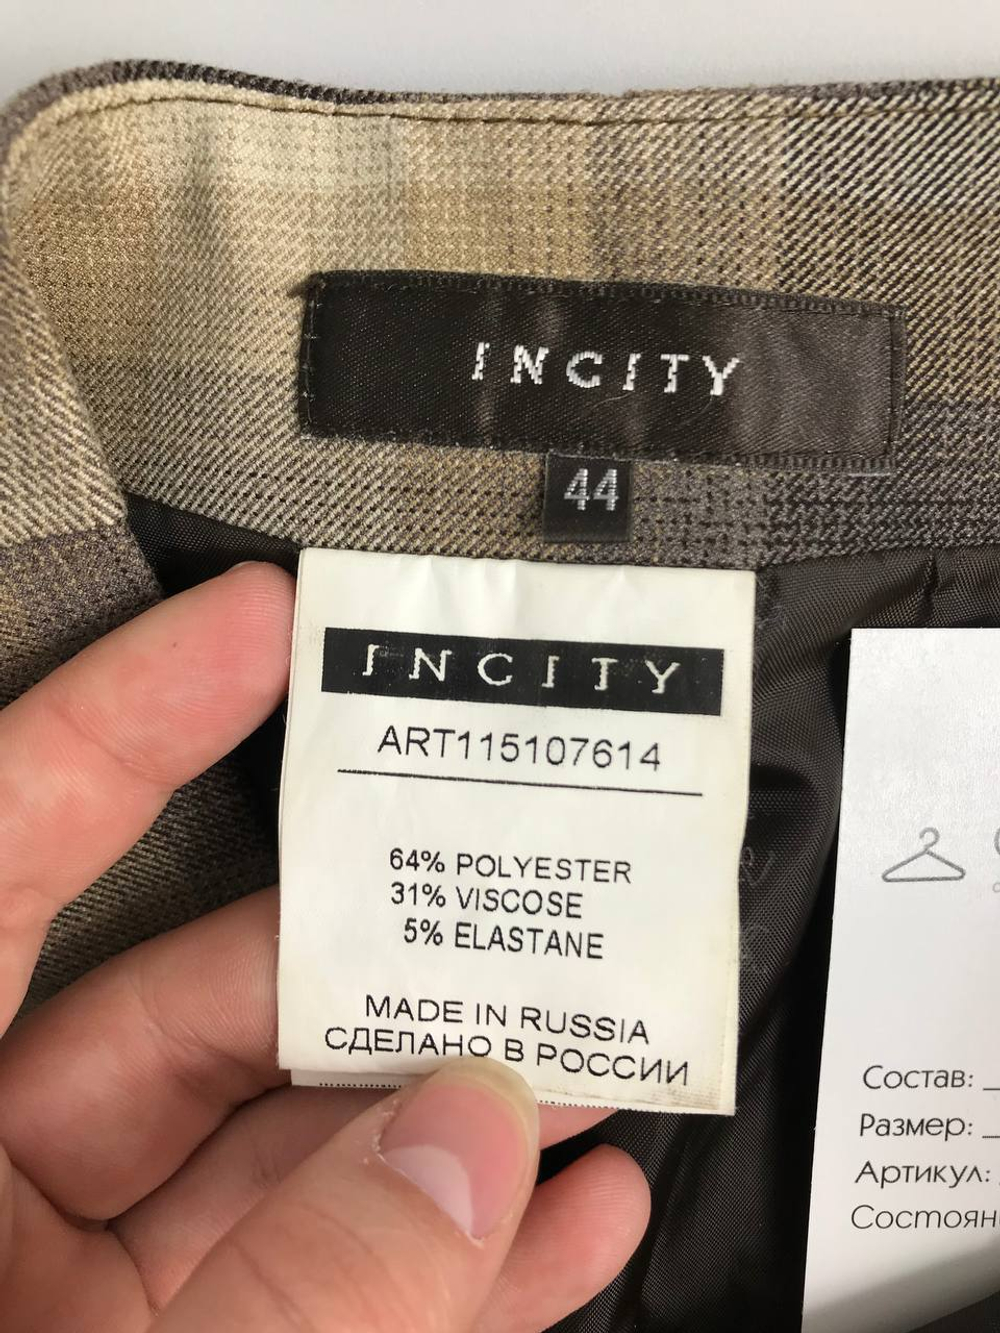 INCITY
44
INCITY
ART115107614
64% POLYESTER
31% VISCOSE
5% ELASTANE
MADE IN RUSSIA
СДЕЛАНО В РОССИИ
Состав:
Размер:
Артикул: